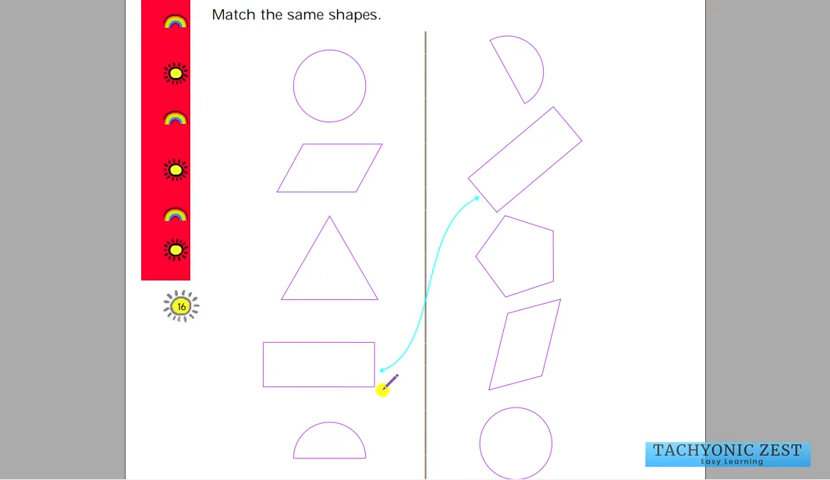 Match the same shapes.
16
TACHYONIC ZEST
Easy Learning